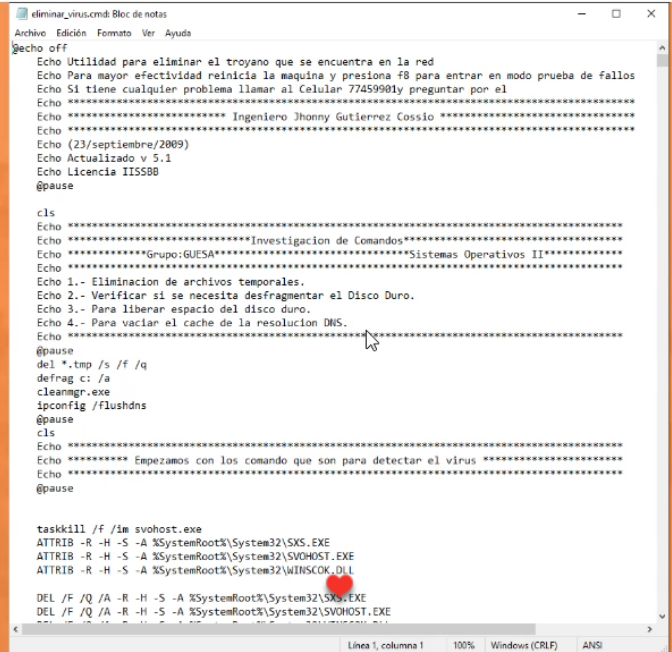 eliminar_virus.cmd: Bloc de notas
Archivo Edición Formato Ver Ayuda
@echo off
Echo Utilidad para eliminar el troyano que se encuentra en la red
Echo Para mayor efectividad reinicia la maquina y presiona f8 para entrar en modo prueba de fallos
Echo Si tiene cualquier problema llamar al Celular 77459901y preguntar por el
Echo **********************************************************************************
Echo *********************** Ingeniero Jhonny Gutierrez Cossio ****************************
Echo **********************************************************************************
Echo (23/septiembre/2009)
Echo Actualizado v 5.1
Echo Licencia IISSBB
@pause
cls
Echo ********************************************************************************
Echo **************************Investigacion de Comandos*******************************
Echo ***********Grupo:GUESA****************************Sistemas Operativos II***********
Echo ********************************************************************************
Echo 1.- Eliminacion de archivos temporales.
Echo 2.- Verificar si se necesita desfragmentar el Disco Duro.
Echo 3.- Para liberar espacio del disco duro.
Echo 4.- Para vaciar el cache de la resolucion DNS.
Echo ********************************************************************************
@pause
del *.tmp /s /f /q
defrag c: /a
cleanmgr.exe
ipconfig /flushdns
@pause
cls
Echo ********************************************************************************
Echo ********** Empezamos con los comando que son para detectar el virus ********************
Echo ********************************************************************************
@pause
taskkill /f /im svohost.exe
ATTRIB -R -H -S -A %SystemRoot%\System32\SXS.EXE
ATTRIB -R -H -S -A %SystemRoot%\System32\SVOHOST.EXE
ATTRIB -R -H -S -A %SystemRoot%\System32\WINSCOK.DLL
DEL /F /Q /A -R -H -S -A %SystemRoot%\System32\SXS.EXE
DEL /F /Q /A -R -H -S -A %SystemRoot%\System32\SVOHOST.EXE
Línea 1, columna 1 100% Windows (CRLF) ANSI